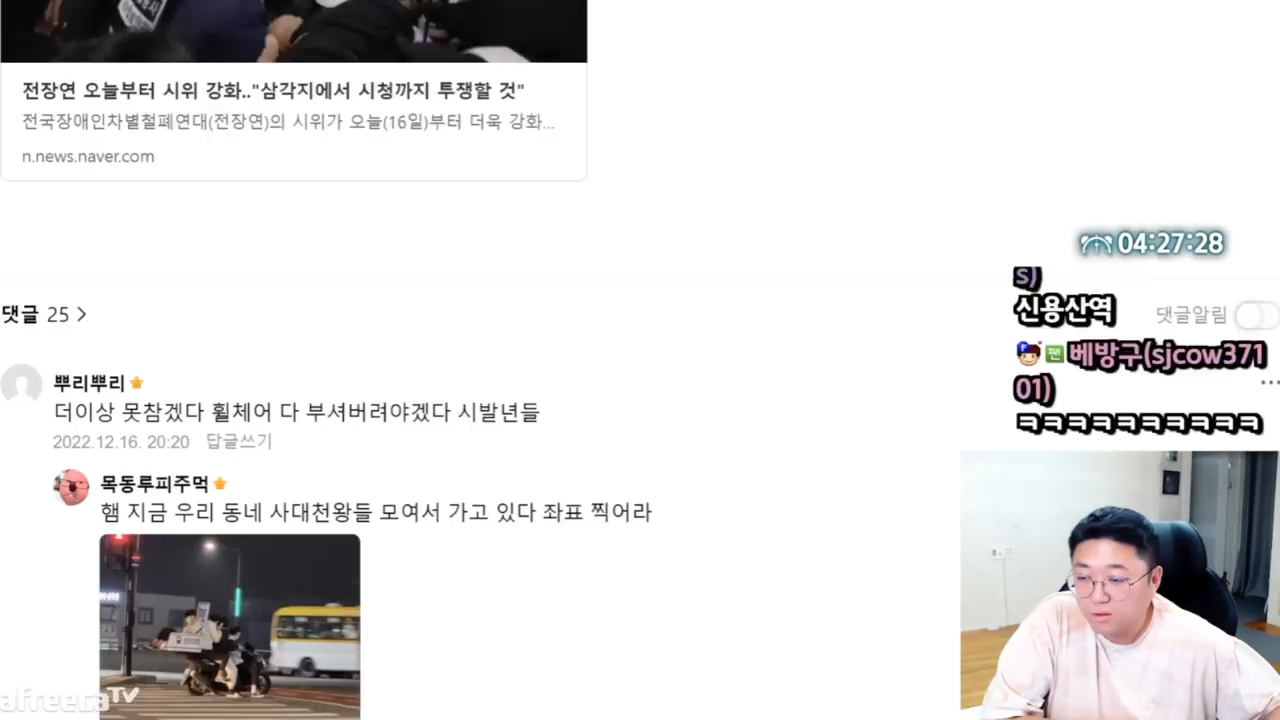 전장연 오늘부터 시위 강화.."삼각지에서 시청까지 투쟁할 것"
전국장애인차별철폐연대(전장연)의 시위가 오늘(16일)부터 더욱 강화...
n.news.naver.com
04:27:28
s)
신용산역
댓글 25 >
댓글알림
짠! 베방구(sjcow371
01)
ㅋㅋㅋㅋㅋㅋㅋㅋㅋㅋ
뿌리뿌리
더이상 못참겠다 휠체어 다 부셔버려야겠다 시발년들
2022.12.16. 20:20 답글쓰기
목동루피주먹
햄 지금 우리 동네 사대천왕들 모여서 가고 있다 좌표 찍어라
afreecaTV